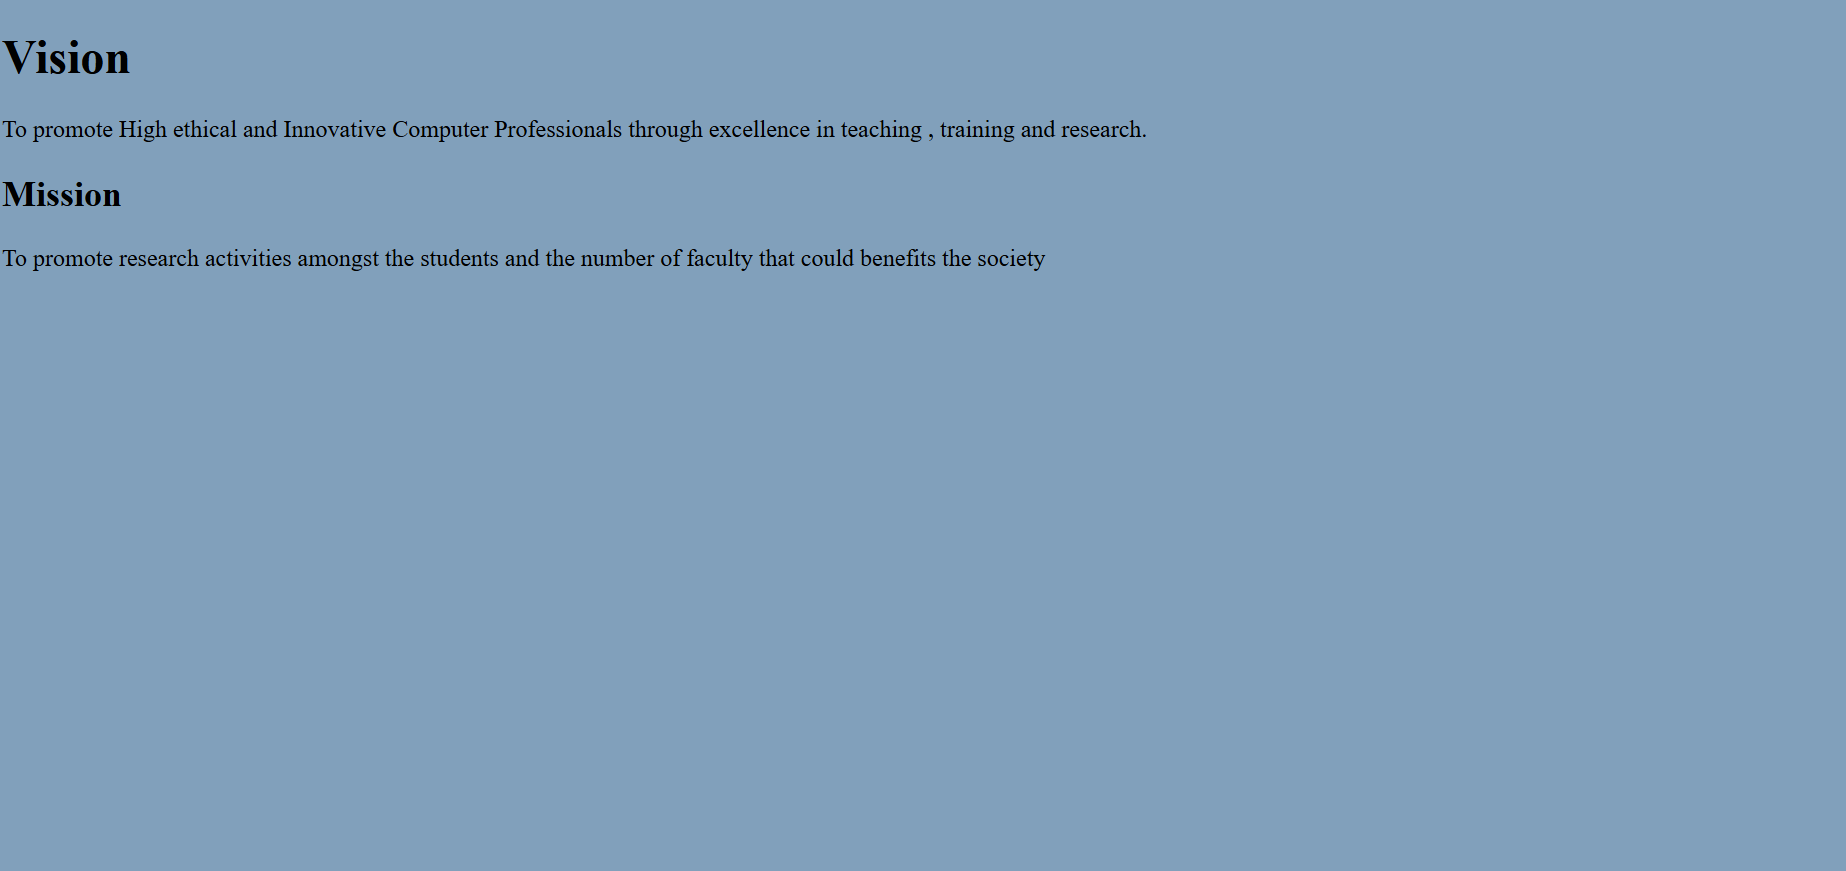 Vision
To promote High ethical and Innovative Computer Professionals through excellence in teaching , training and research.
Mission
To promote research activities amongst the students and the number of faculty that could benefits the society